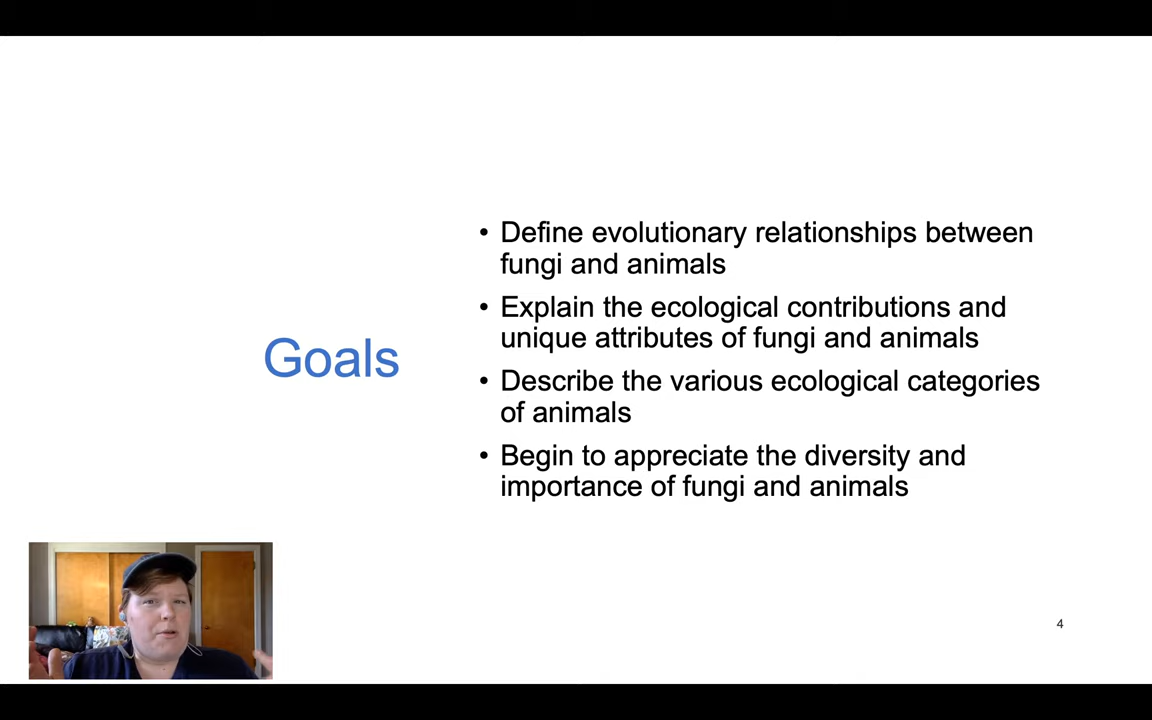 Goals
• Define evolutionary relationships between
fungi and animals
• Explain the ecological contributions and
unique attributes of fungi and animals
• Describe the various ecological categories
of animals
• Begin to appreciate the diversity and
importance of fungi and animals
4